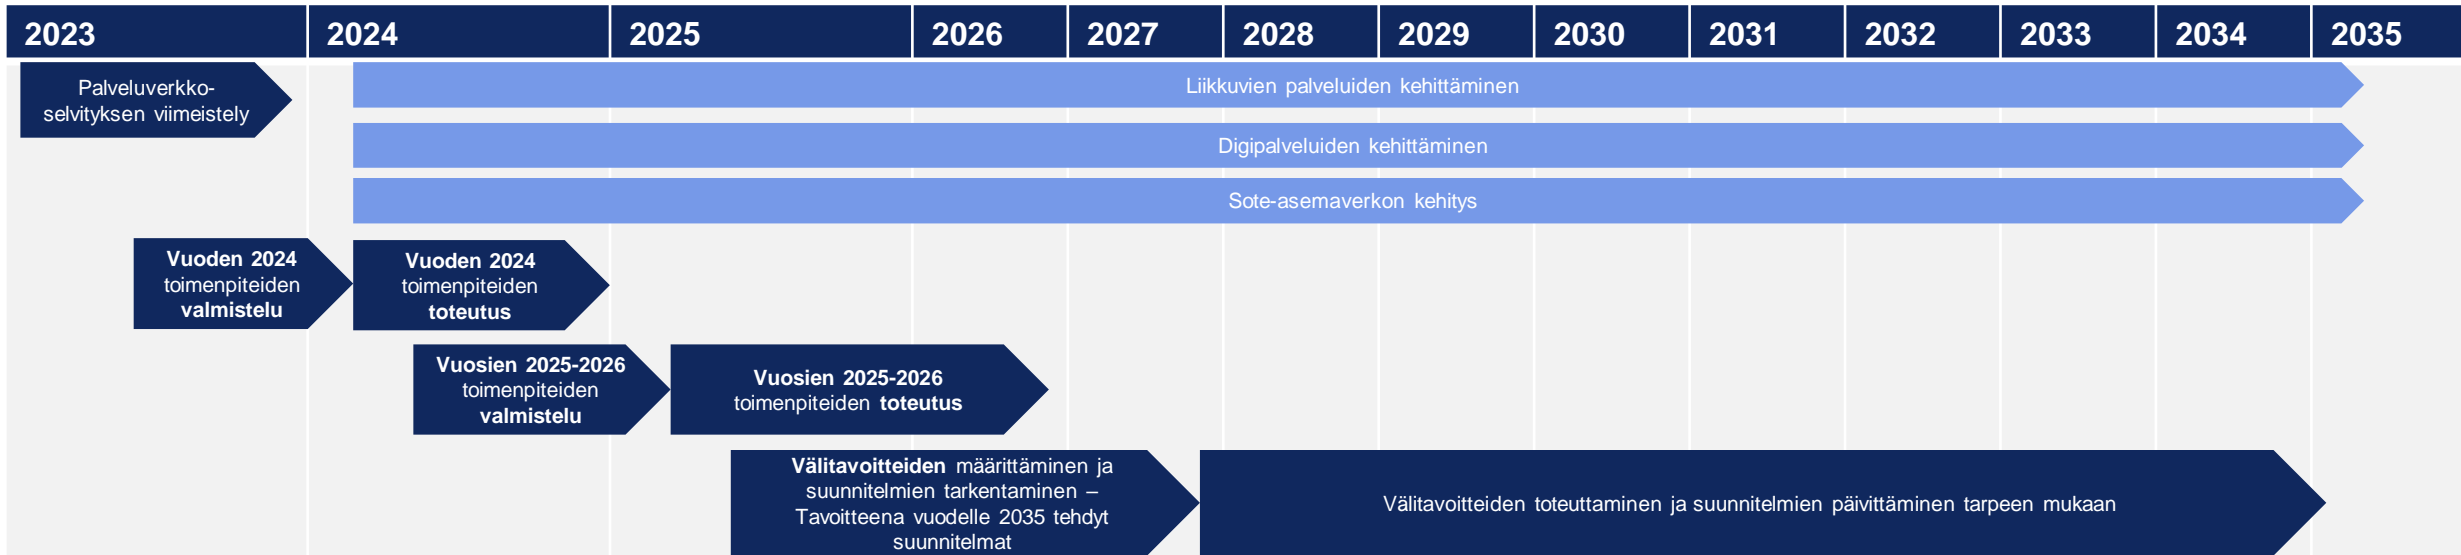 2023 2024 2025 2026 2027 2028 2029 2030 2031 2032 2033 2034 2035
Palveluverkko-
selvityksen viimeistely
Liikkuvien palveluiden kehittäminen
Digipalveluiden kehittäminen
Sote-asemaverkon kehitys
Vuoden 2024
toimenpiteiden
valmistelu
Vuoden 2024
toimenpiteiden
toteutus
Vuosien 2025-2026
toimenpiteiden
valmistelu
Vuosien 2025-2026
toimenpiteiden toteutus
Välitavoitteiden määrittäminen ja
suunnitelmien tarkentaminen –
Tavoitteena vuodelle 2035 tehdyt
suunnitelmat
Välitavoitteiden toteuttaminen ja suunnitelmien päivittäminen tarpeen mukaan